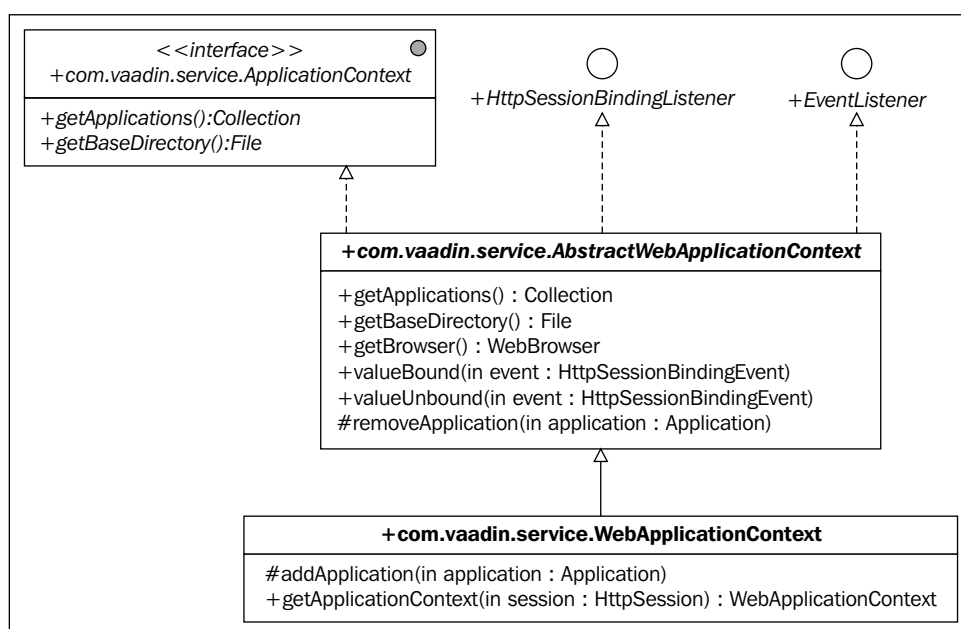 <<interface>>
+com.vaadin.service.ApplicationContext
+getApplications():Collection
+getBaseDirectory():File
+HttpSessionBindingListener
+EventListener
+com.vaadin.service.AbstractWebApplicationContext
+getApplications() : Collection
+getBaseDirectory() : File
+getBrowser() : WebBrowser
+valueBound(in event : HttpSessionBindingEvent)
+valueUnbound(in event : HttpSessionBindingEvent)
#removeApplication(in application : Application)
+com.vaadin.service.WebApplicationContext
#addApplication(in application : Application)
+getApplicationContext(in session : HttpSession) : WebApplicationContext